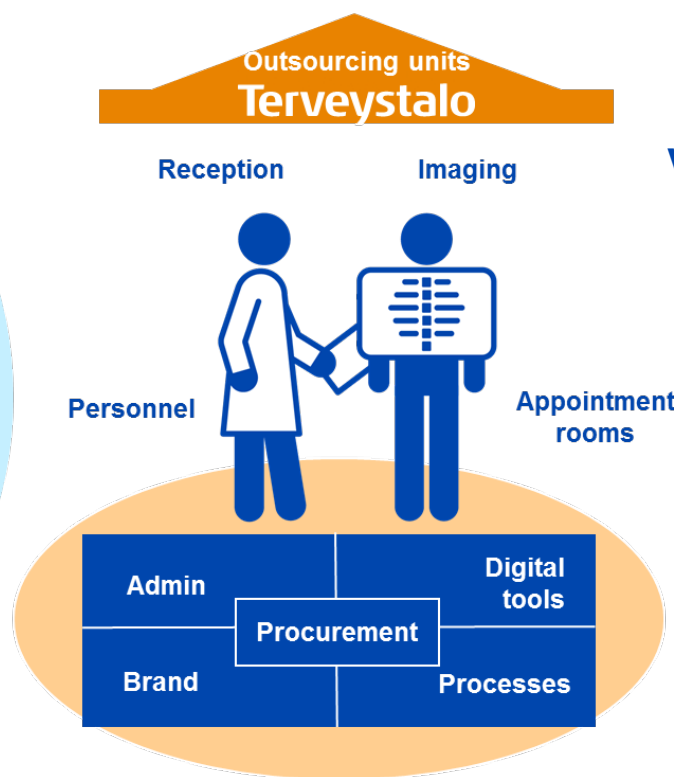 Outsourcing units
Terveystalo
Reception
Imaging
Personnel
Appointment
rooms
Admin
Digital
tools
Procurement
Brand
Processes